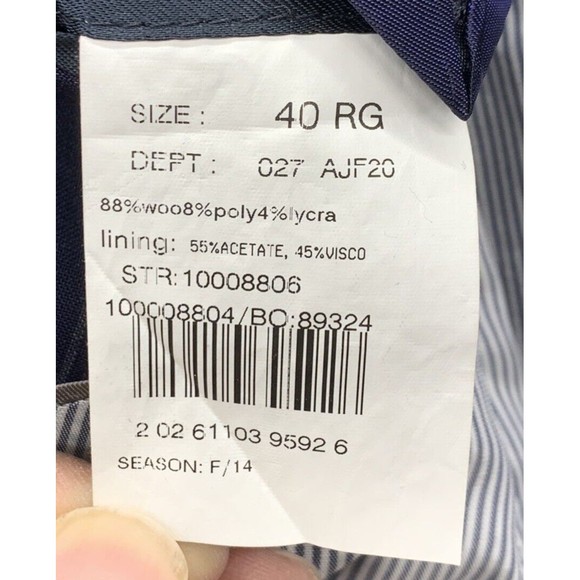 SIZE : 40 RG
DEPT : 027 AJF20
88%woo8%poly4%lycra
lining: 55%ACETATE, 45%VISCO
STR:10008806
100008804/BO:89324
2 02 61103 9592 6
SEASON: F/14